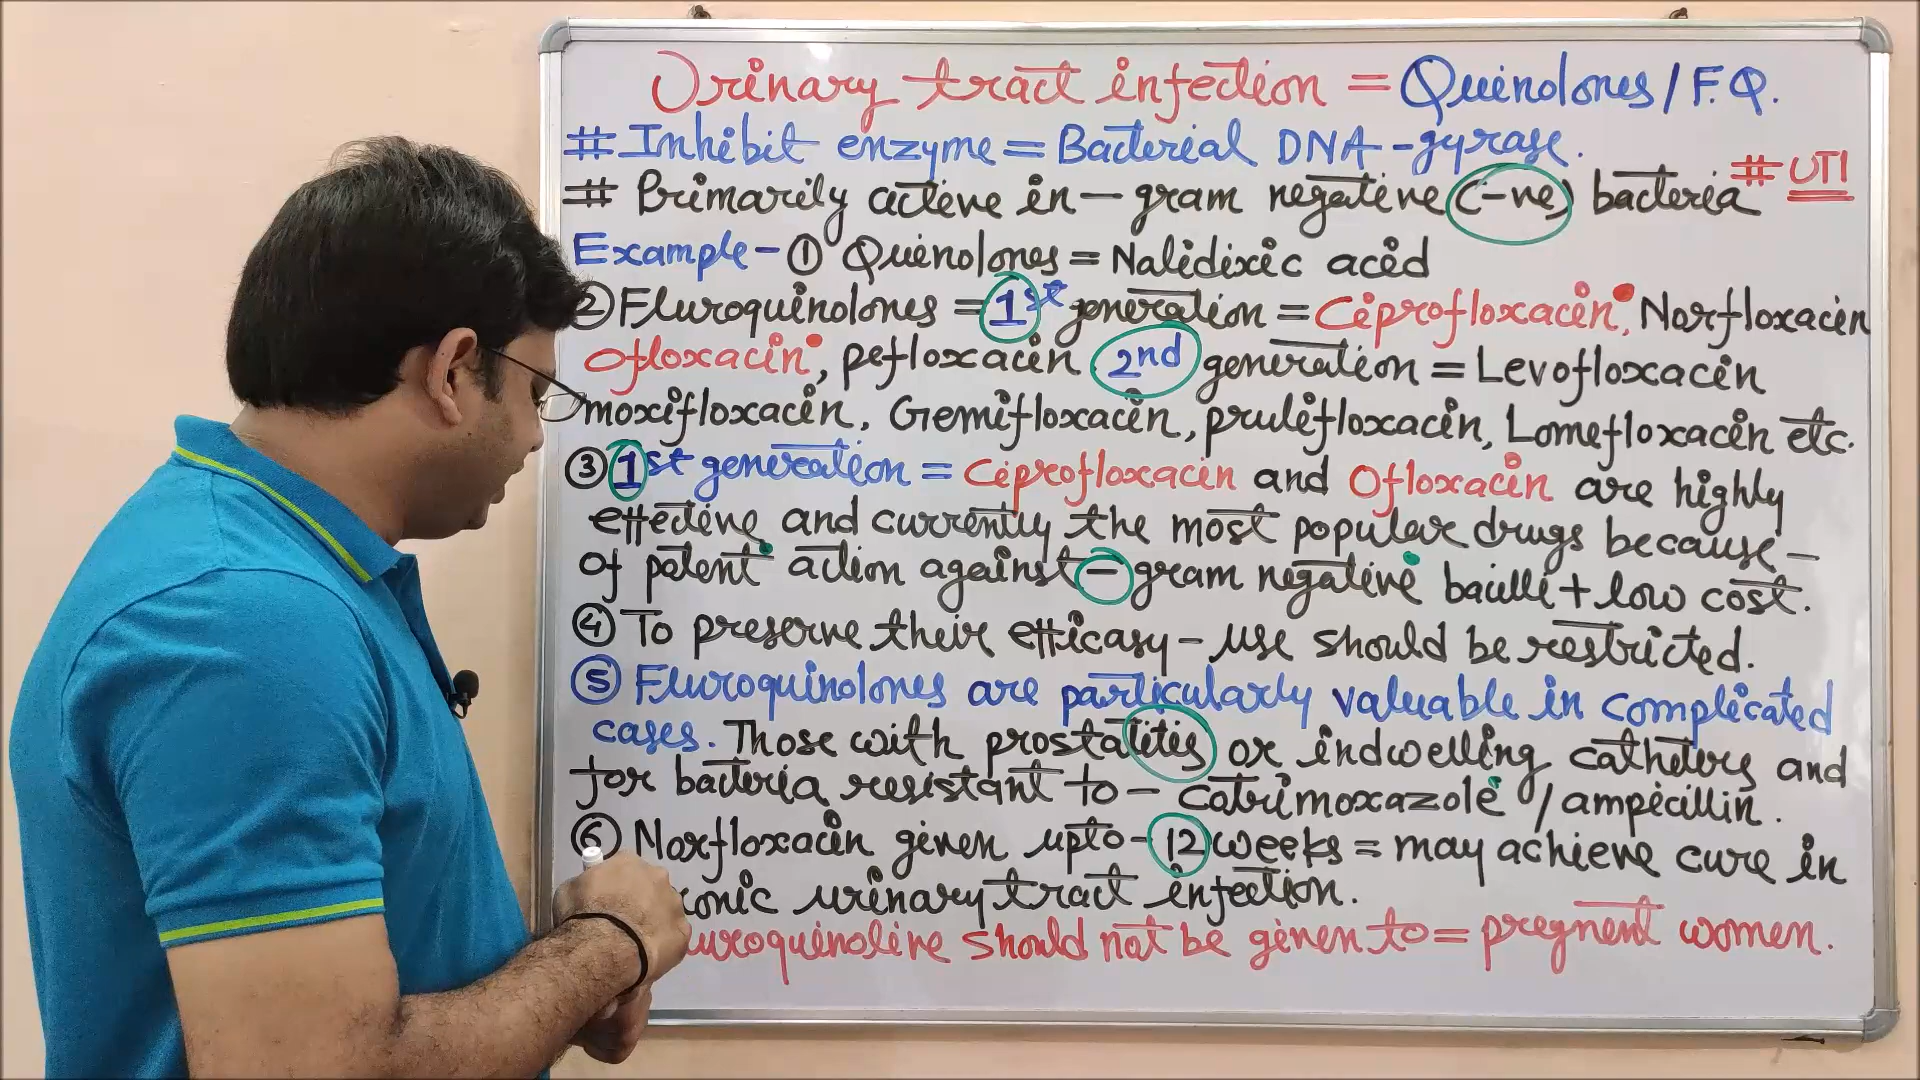 Urinary tract infection = Quinolones / F.Q.
# Inhibit enzyme = Bacterial DNA-gyrase.
# Primarily active in - gram negative (-ve) bacteria # UTI
Example - ① Quinolones = Nalidixic acid
② Fluroquinolones = 1st generation = Ciprofloxacin, Norfloxacin
Ofloxacin, pefloxacin 2nd generation = Levofloxacin
moxifloxacin, Gemifloxacin, prulifloxacin, Lomefloxacin etc.
③ 1st generation = Ciprofloxacin and Ofloxacin are highly
effective and currently the most popular drugs because -
of potent action against - gram negative bacilli + low cost.
④ To preserve their efficasy - use should be restricted.
⑤ Fluroquinolones are particularly valuable in complicated
cases. Those with prostatitis or indwelling catheters and
for bacteria resistant to - cotrimoxazole / ampicillin.
⑥ Norfloxacin given upto - 12 weeks = may achieve cure in
ronic urinary tract infection.
luroquinoline should not be given to = pregnent women.